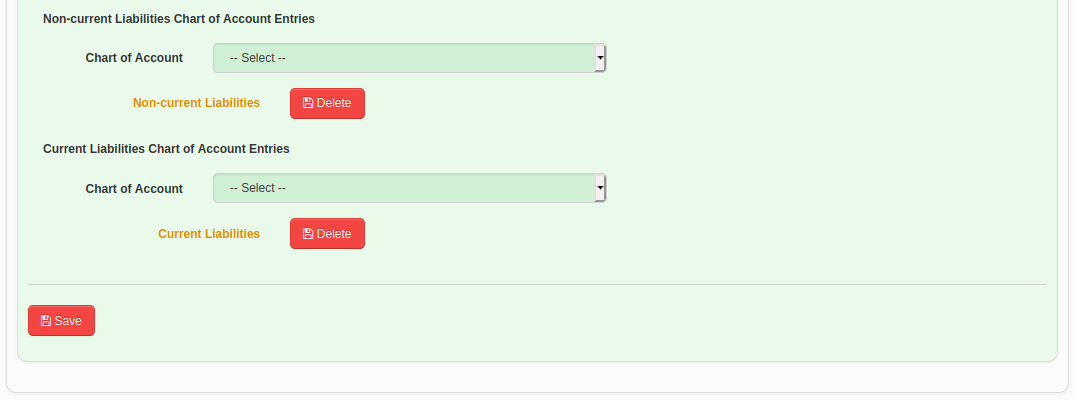 Non-current Liabilities Chart of Account Entries
Chart of Account
-- Select --
Non-current Liabilities
Delete
Current Liabilities Chart of Account Entries
Chart of Account
-- Select --
Current Liabilities
Delete
Save